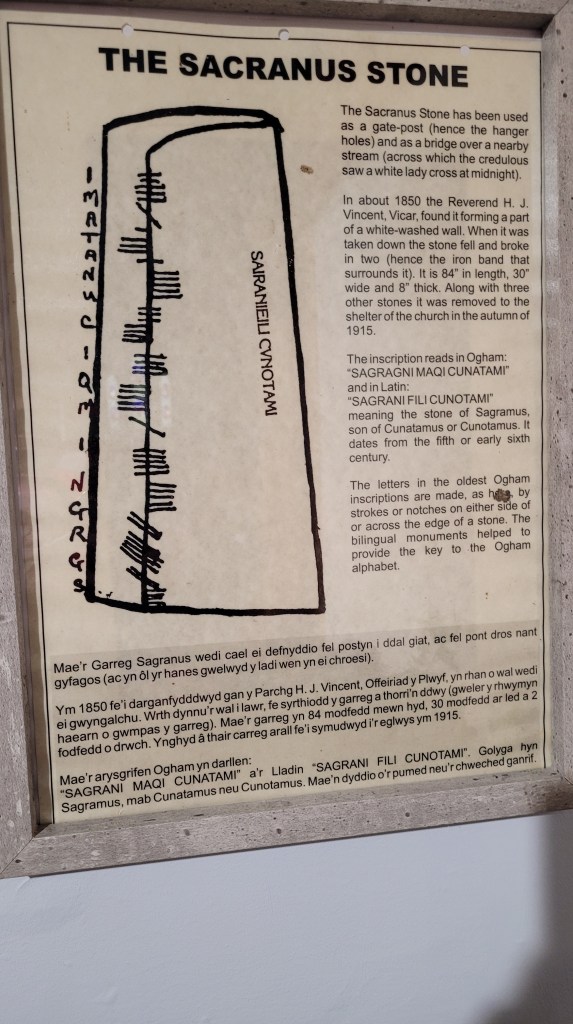 THE SACRANUS STONE
The Sacranus Stone has been used
as a gate-post (hence the hanger
holes) and as a bridge over a nearby
stream (across which the credulous
saw a white lady cross at midnight).
In about 1850 the Reverend H. J.
Vincent, Vicar, found it forming a part
of a white-washed wall. When it was
taken down the stone fell and broke
in two (hence the iron band that
surrounds it). It is 84" in length, 30"
wide and 8" thick. Along with three
other stones it was removed to the
shelter of the church in the autumn of
1915.
The inscription reads in Ogham:
"SAGRAGNI MAQI CUNATAMI"
and in Latin:
"SAGRANI FILI CUNOTAMI"
meaning the stone of Sagramus,
son of Cunatamus or Cunotamus. It
dates from the fifth or early sixth
century.
The letters in the oldest Ogham
inscriptions are made, as by
strokes or notches on either side of
or across the edge of a stone. The
bilingual monuments helped to
provide the key to the Ogham
alphabet.
SAIRANIEILI CVNOTAMI
Mae'r Garreg Sagranus wedi cael ei defnyddio fel postyn i ddal giat, ac fel pont dros nant
gyfagos (ac yn ôl yr hanes gwelwyd y ladi wen yn ei chroesi).
Ym 1850 fe'i darganfydddwyd gan y Parchg H. J. Vincent, Offeiriad y Plwyf, yn rhan o wal wedi
ei gwyngalchu. Wrth dynnu'r wal i lawr, fe syrthiodd y garreg a thorri'n ddwy (gweler y rhwymyn
haearn o gwmpas y garreg). Mae'r garreg yn 84 modfedd mewn hyd, 30 modfedd ar led a 2
fodfedd o drwch. Ynghyd â thair carreg arall fe'i symudwyd i'r eglwys ym 1915.
Mae'r arysgrifen Ogham yn darllen:
"SAGRANI MAQI CUNATAMI" a'r Lladin "SAGRANI FILI CUNOTAMI". Golyga hyn
Sagramus, mab Cunatamus neu Cunotamus. Mae'n dyddio o'r pumed neu'r chweched ganrif.